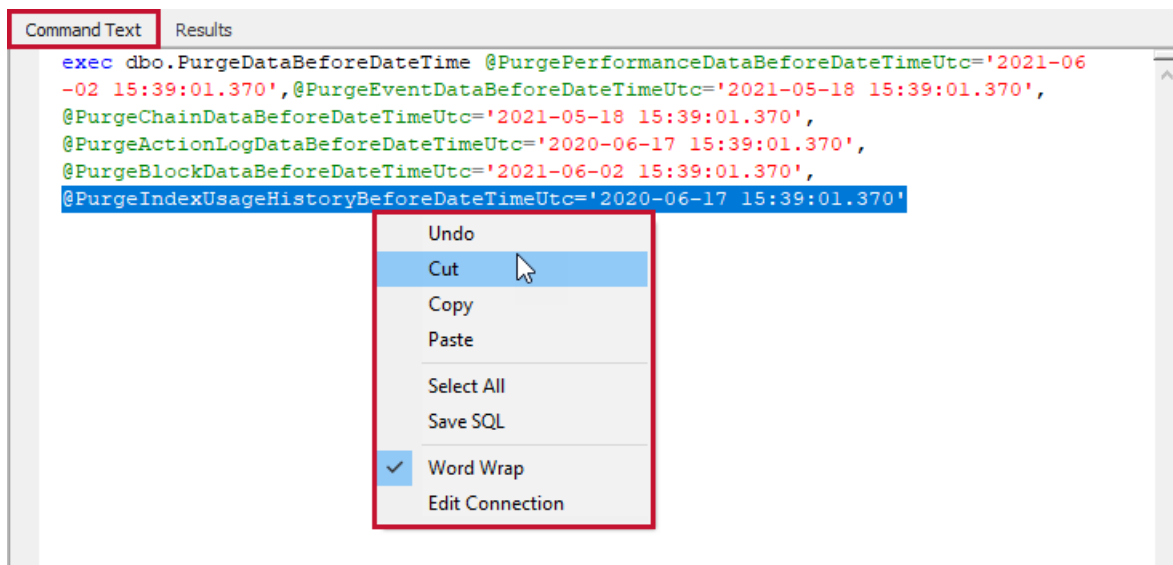 Command Text Results
exec dbo.PurgeDataBeforeDateTime @PurgePerformanceDataBeforeDateTimeUtc='2021-06
-02 15:39:01.370',@PurgeEventDataBeforeDateTimeUtc='2021-05-18 15:39:01.370',
@PurgeChainDataBeforeDateTimeUtc='2021-05-18 15:39:01.370',
@PurgeActionLogDataBeforeDateTimeUtc='2020-06-17 15:39:01.370',
@PurgeBlockDataBeforeDateTimeUtc='2021-06-02 15:39:01.370',
@PurgeIndexUsageHistoryBeforeDateTimeUtc='2020-06-17 15:39:01.370'
Undo
Cut
Copy
Paste
Select All
Save SQL
Word Wrap
Edit Connection